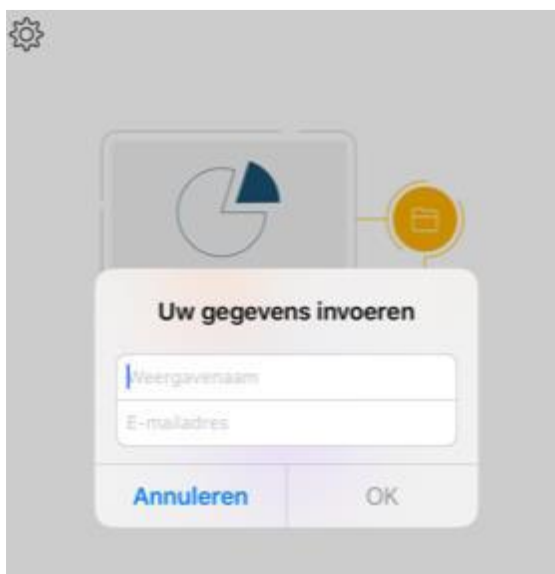 Uw gegevens invoeren
Weergavenaam
E-mailadres
Annuleren
OK